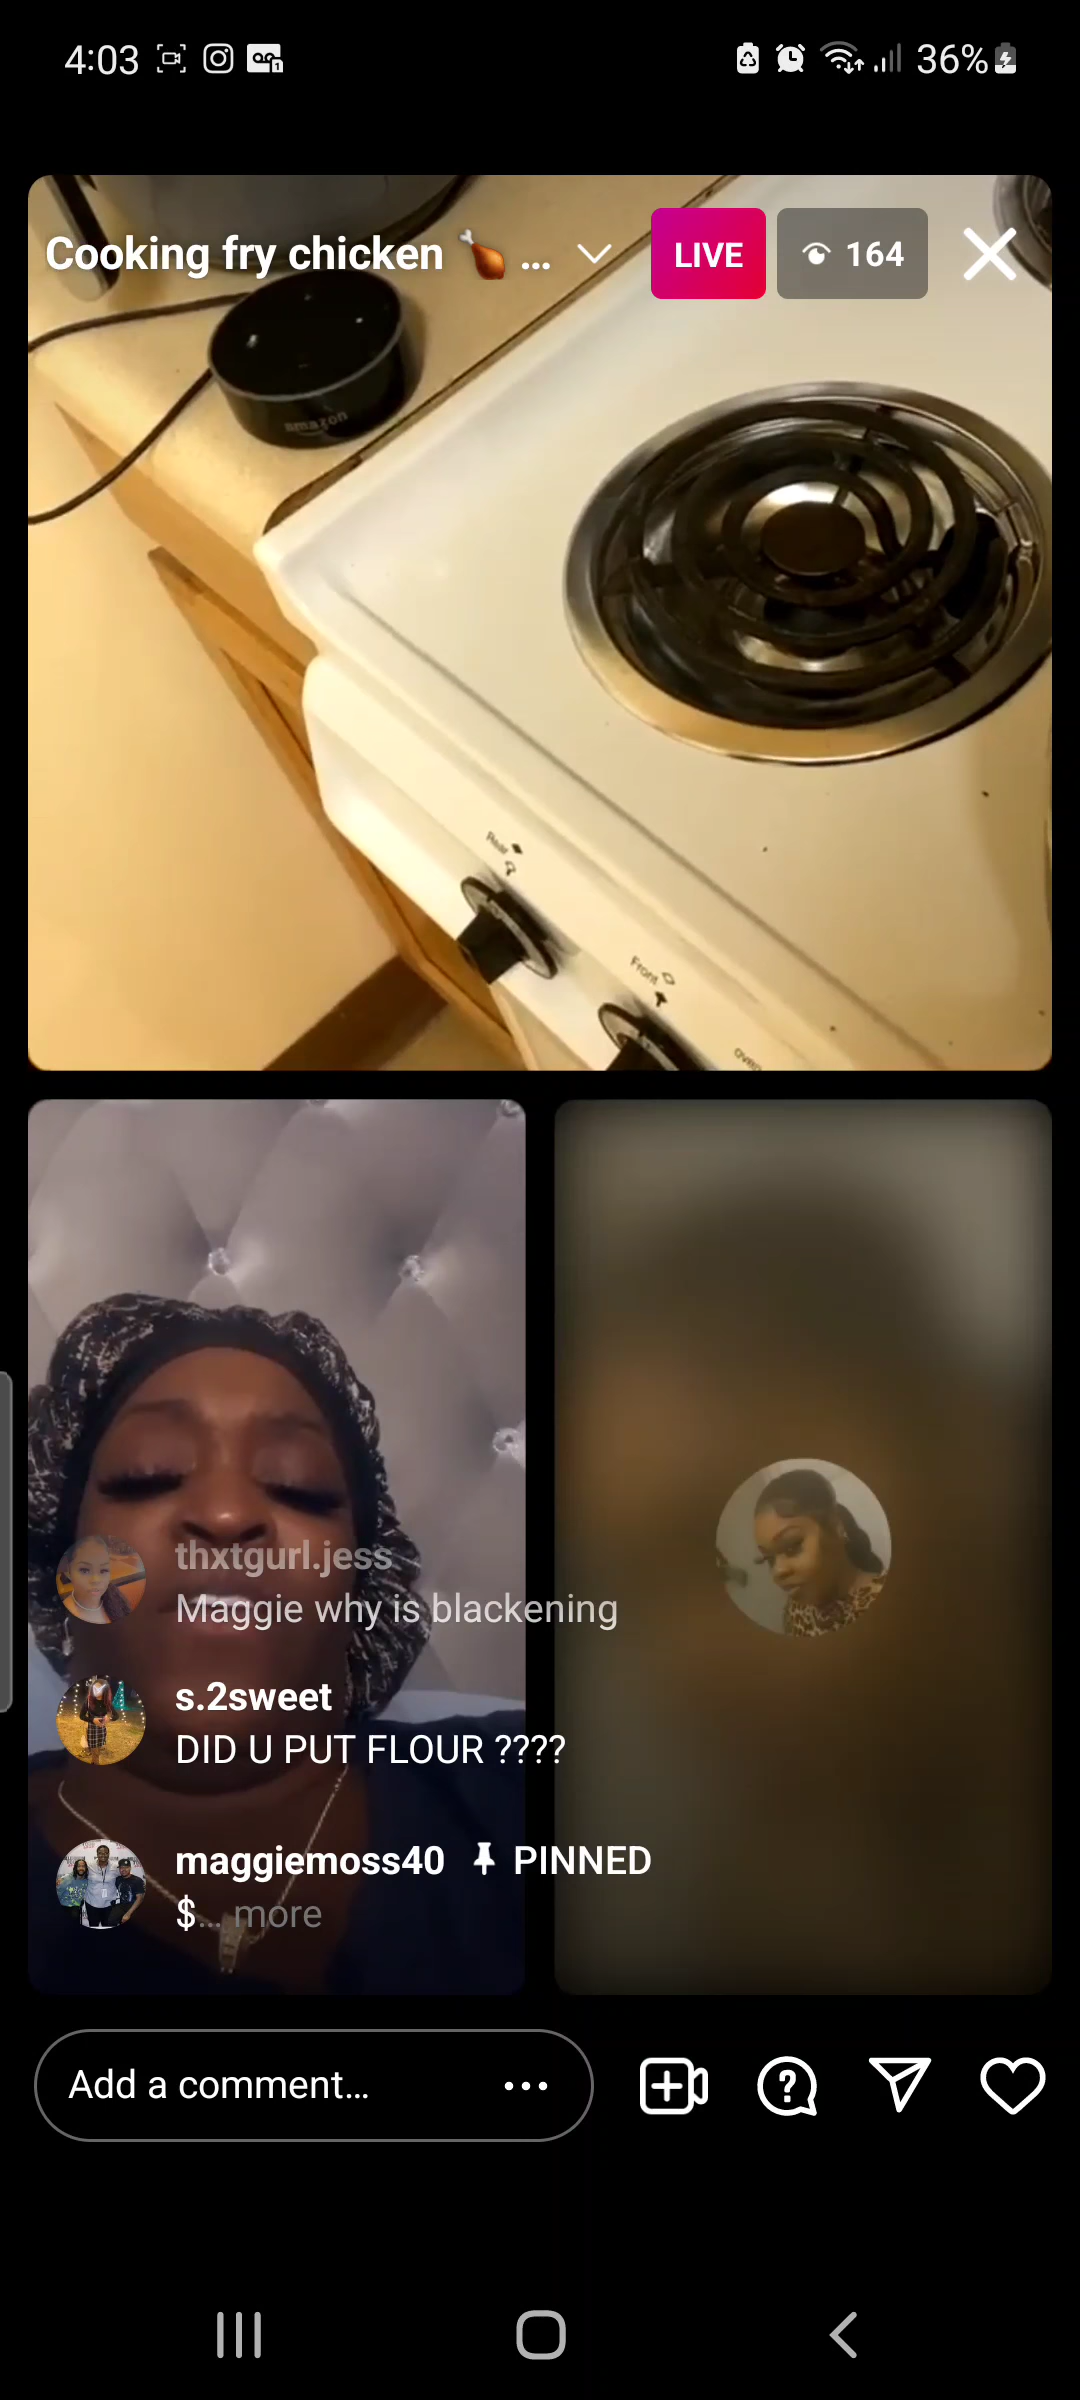 4:03
36%
Cooking fry chicken 🍗 ...
LIVE
164
amazon
Rear
Front
oven
thxtgurl.jess
Maggie why is blackening
s.2sweet
DID U PUT FLOUR ????
maggiemoss40 PINNED
$... more
Add a comment...